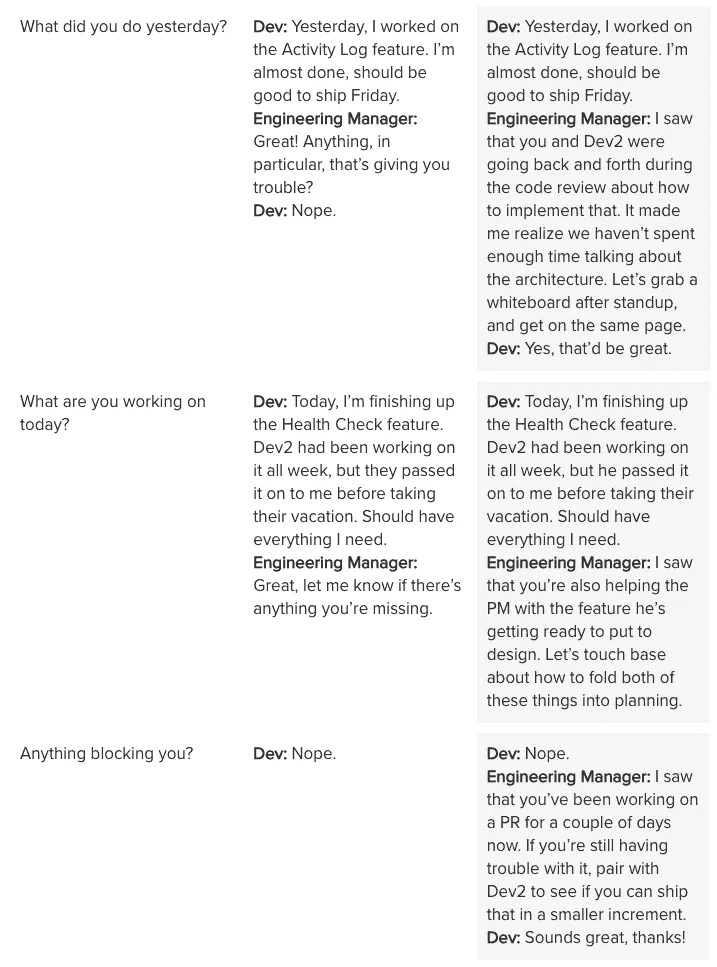 What did you do yesterday?
Dev: Yesterday, I worked on
the Activity Log feature. I’m
almost done, should be
good to ship Friday.
Engineering Manager:
Great! Anything, in
particular, that’s giving you
trouble?
Dev: Nope.
Dev: Yesterday, I worked on
the Activity Log feature. I’m
almost done, should be
good to ship Friday.
Engineering Manager: I saw
that you and Dev2 were
going back and forth during
the code review about how
to implement that. It made
me realize we haven’t spent
enough time talking about
the architecture. Let’s grab a
whiteboard after standup,
and get on the same page.
Dev: Yes, that’d be great.
What are you working on
today?
Dev: Today, I’m finishing up
the Health Check feature.
Dev2 had been working on
it all week, but they passed
it on to me before taking
their vacation. Should have
everything I need.
Engineering Manager:
Great, let me know if there’s
anything you’re missing.
Dev: Today, I’m finishing up
the Health Check feature.
Dev2 had been working on
it all week, but he passed it
on to me before taking their
vacation. Should have
everything I need.
Engineering Manager: I saw
that you’re also helping the
PM with the feature he’s
getting ready to put to
design. Let’s touch base
about how to fold both of
these things into planning.
Anything blocking you?
Dev: Nope.
Dev: Nope.
Engineering Manager: I saw
that you’ve been working on
a PR for a couple of days
now. If you’re still having
trouble with it, pair with
Dev2 to see if you can ship
that in a smaller increment.
Dev: Sounds great, thanks!